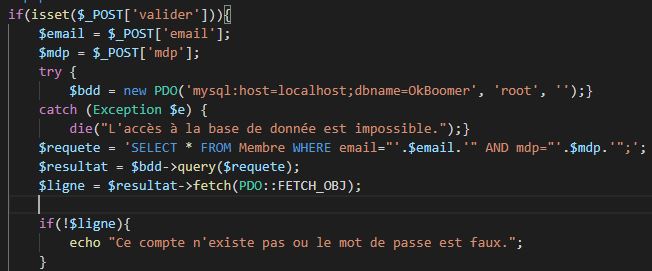 if(isset($_POST['valider'])){
$email = $_POST['email'];
$mdp = $_POST['mdp'];
try {
$bdd = new PDO('mysql:host=localhost;dbname=OkBoomer', 'root', '');}
catch (Exception $e) {
die("L'accès à la base de donnée est impossible.");}
$requete = 'SELECT * FROM Membre WHERE email="'.$email.'" AND mdp="'.$mdp.'";';
$resultat = $bdd->query($requete);
$ligne = $resultat->fetch(PDO::FETCH_OBJ);
if(!$ligne){
echo "Ce compte n'existe pas ou le mot de passe est faux.";
}